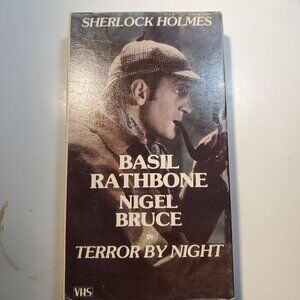 SHERLOCK HOLMES
BASIL
RATHBONE
NIGEL
BRUCE
IN
TERROR BY NIGHT
VHS